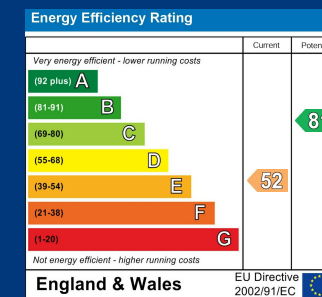 Energy Efficiency Rating
Current
Very energy efficient - lower running costs
(92 plus) A
(81-91) B
(69-80) C
(55-68) D
(39-54) E
52
(21-38) F
(1-20) G
Not energy efficient - higher running costs
England & Wales
EU Directive
2002/91/EC